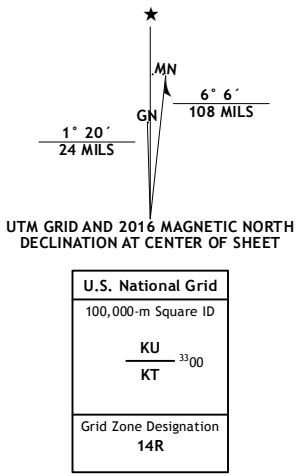 ★
.MN
6° 6´
108 MILS
GN
1° 20´
24 MILS
UTM GRID AND 2016 MAGNETIC NORTH
DECLINATION AT CENTER OF SHEET
U.S. National Grid
100,000-m Square ID
KU
3300
KT
Grid Zone Designation
14R